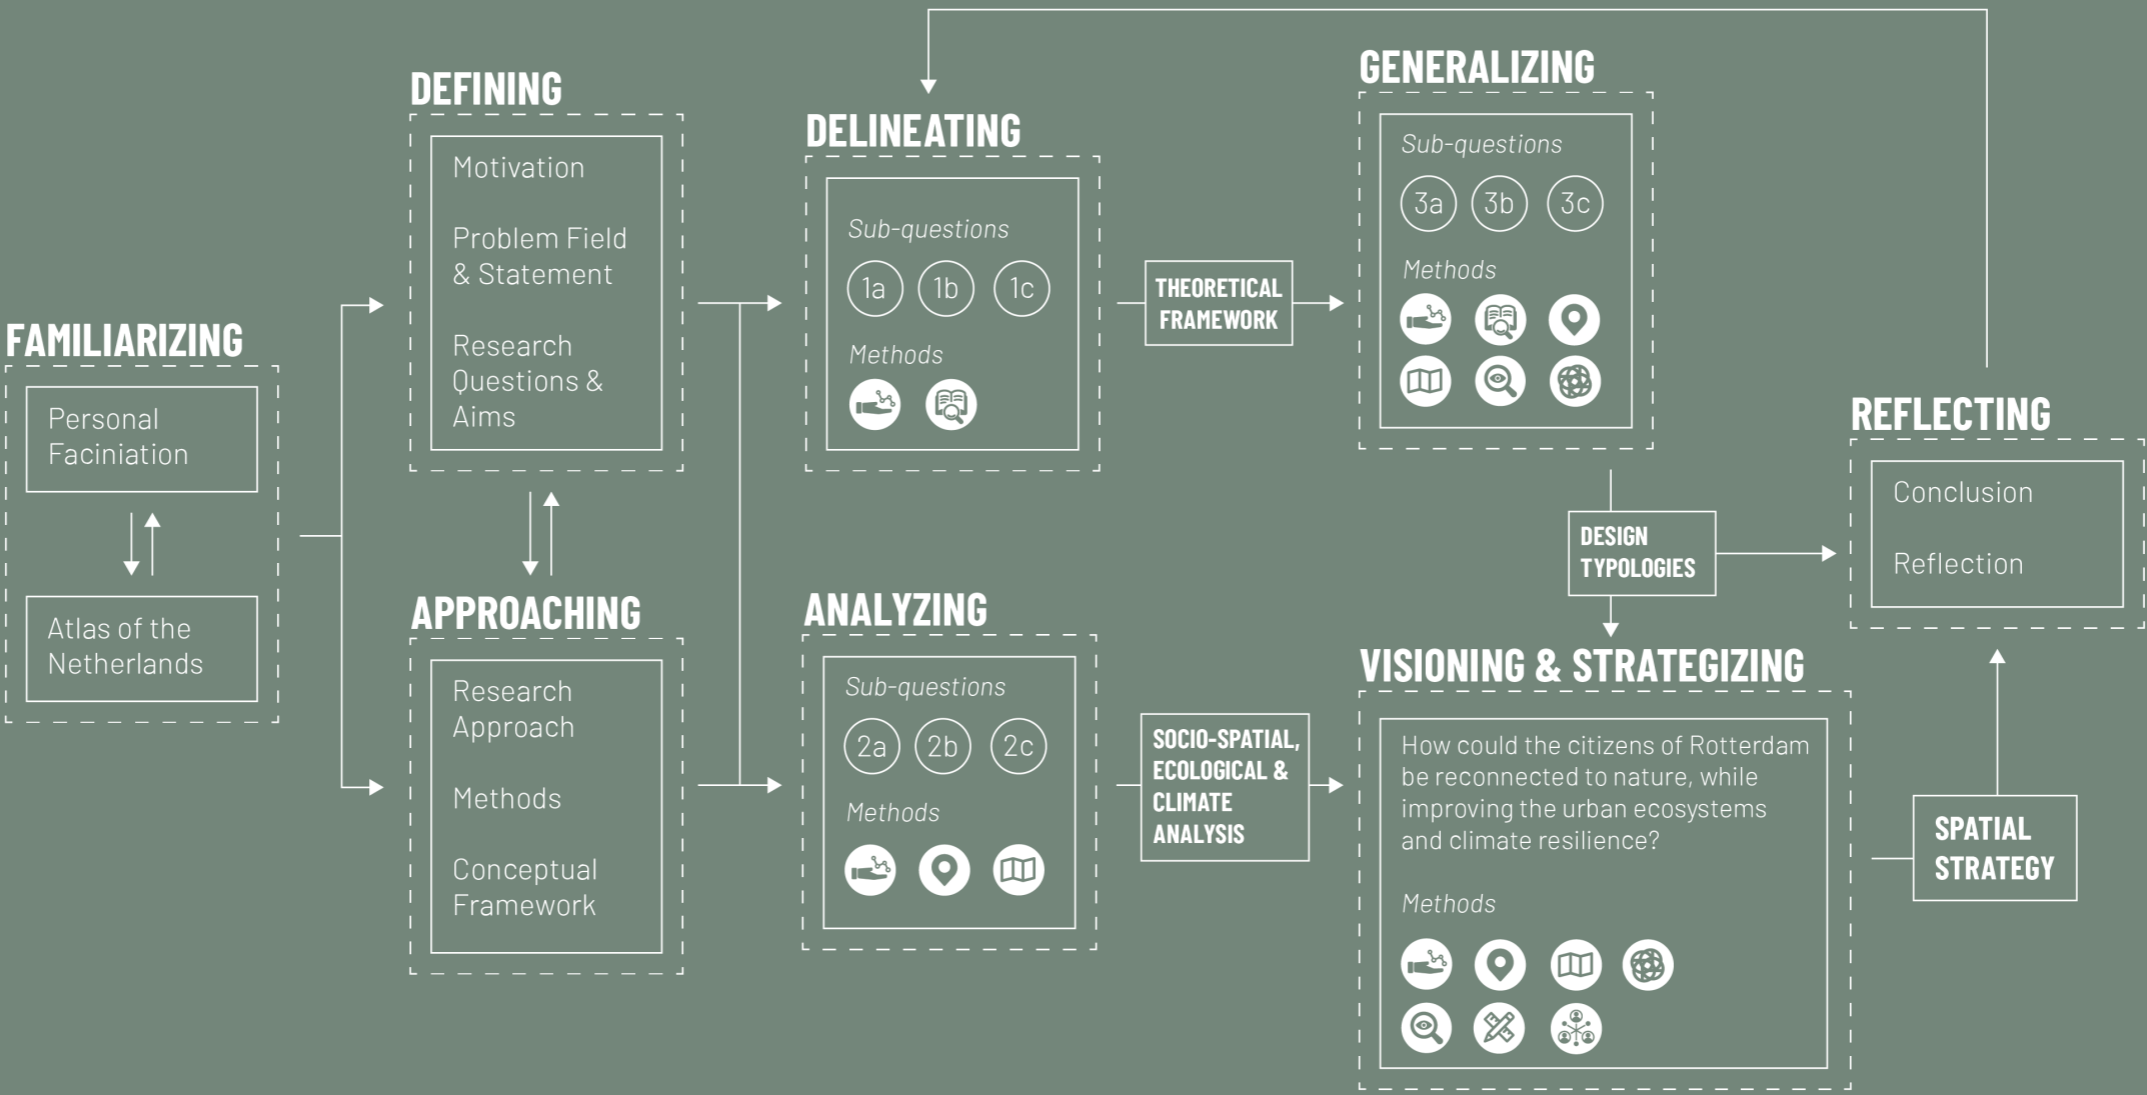 FAMILIARIZING
Personal
Faciniation
Atlas of the
Netherlands
DEFINING
Motivation
Problem Field
& Statement
Research
Questions &
Aims
APPROACHING
Research
Approach
Methods
Conceptual
Framework
DELINEATING
Sub-questions
1a 1b 1c
Methods
THEORETICAL
FRAMEWORK
ANALYZING
Sub-questions
2a 2b 2c
Methods
SOCIO-SPATIAL,
ECOLOGICAL &
CLIMATE
ANALYSIS
GENERALIZING
Sub-questions
3a 3b 3c
Methods
DESIGN
TYPOLOGIES
VISIONING & STRATEGIZING
How could the citizens of Rotterdam
be reconnected to nature, while
improving the urban ecosystems
and climate resilience?
Methods
SPATIAL
STRATEGY
REFLECTING
Conclusion
Reflection